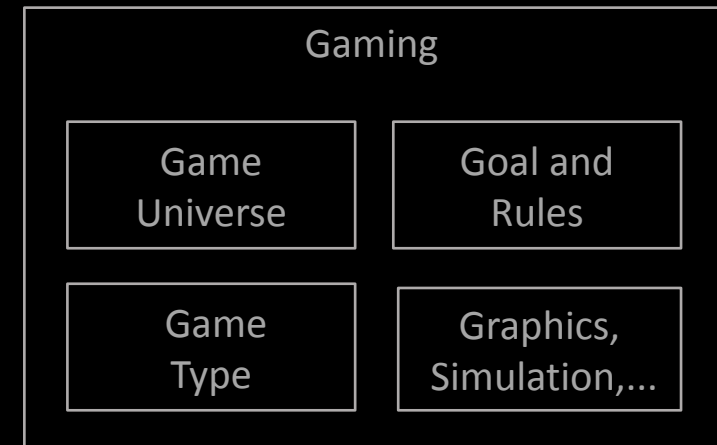 Gaming
Game
Universe
Goal and
Rules
Game
Type
Graphics,
Simulation,...